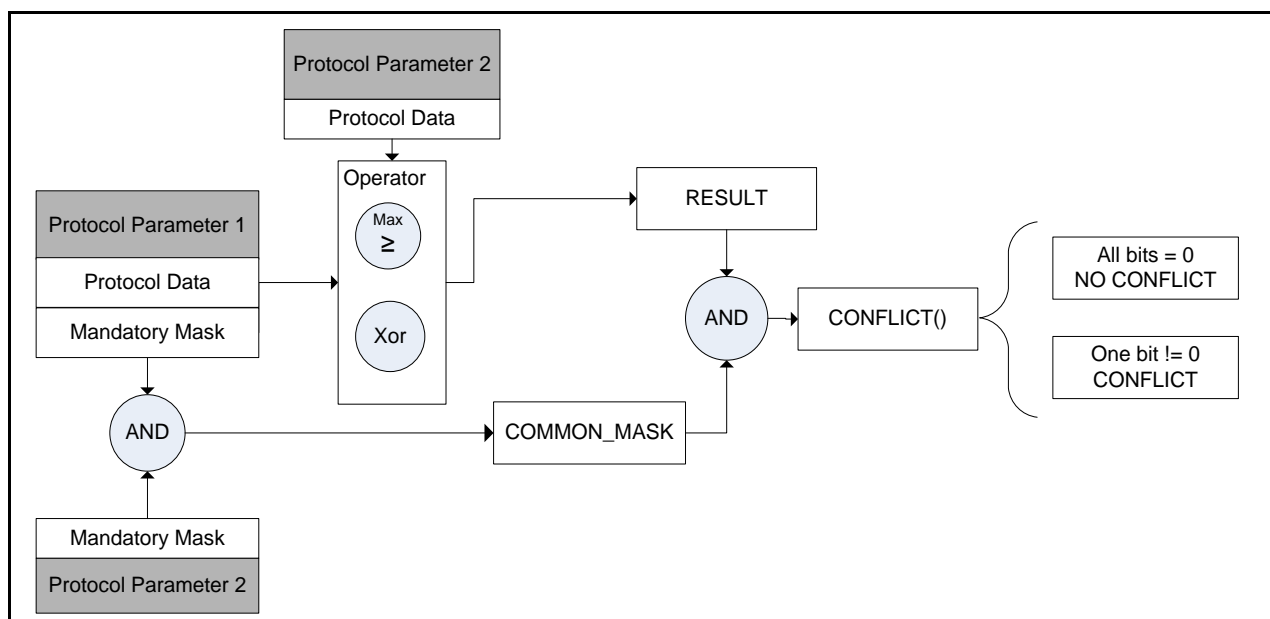 Protocol Parameter 2
Protocol Data
Operator
Max
≥
Xor
Protocol Parameter 1
Protocol Data
Mandatory Mask
AND
Mandatory Mask
Protocol Parameter 2
RESULT
AND
COMMON_MASK
CONFLICT()
All bits = 0
NO CONFLICT
One bit != 0
CONFLICT